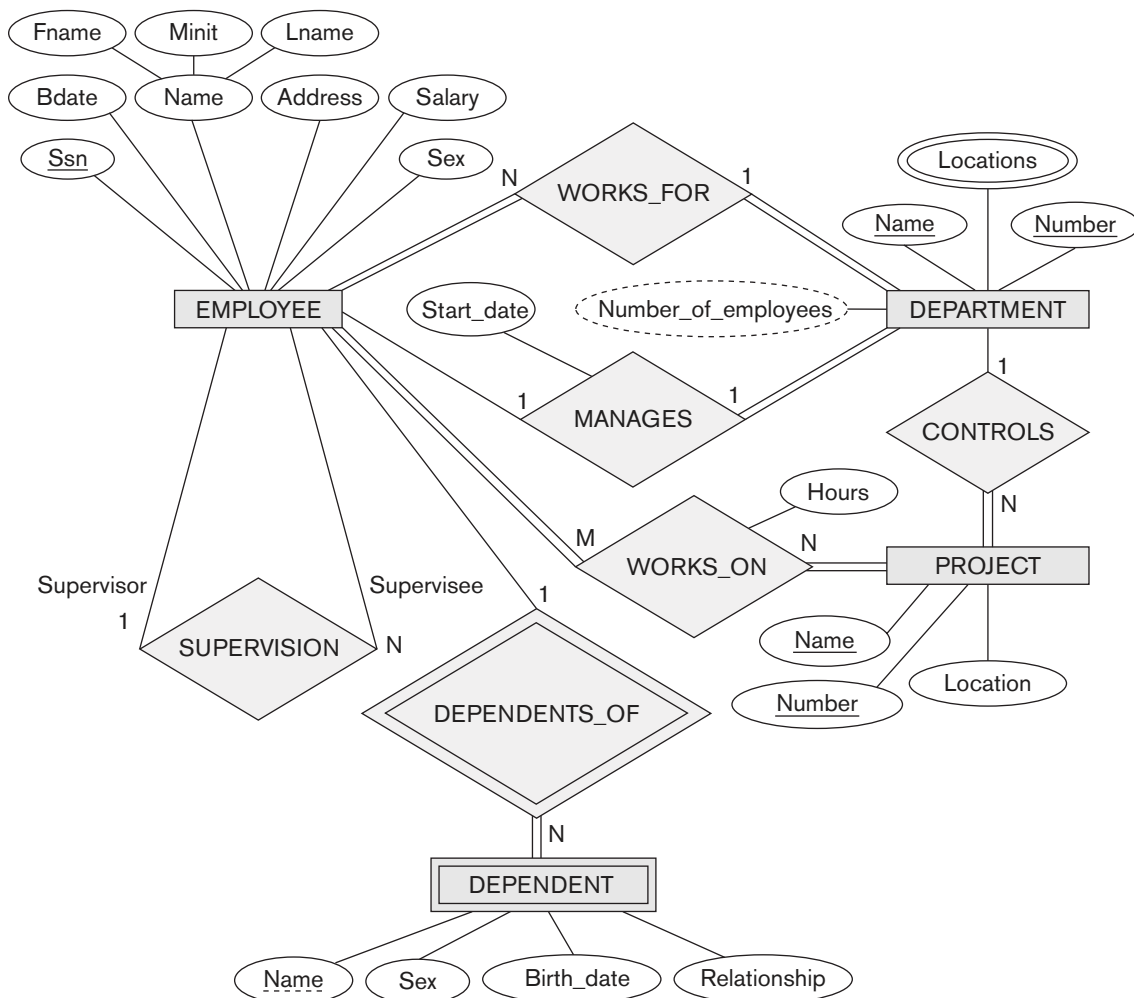 Fname
Minit
Lname
Bdate
Name
Address
Salary
Ssn
Sex
N
WORKS_FOR
1
Locations
Name
Number
EMPLOYEE
Start_date
Number_of_employees
DEPARTMENT
1
MANAGES
1
1
CONTROLS
N
Hours
M
WORKS_ON
N
PROJECT
Supervisor
1
Supervisee
N
SUPERVISION
1
Name
Number
Location
DEPENDENTS_OF
N
DEPENDENT
Name
Sex
Birth_date
Relationship